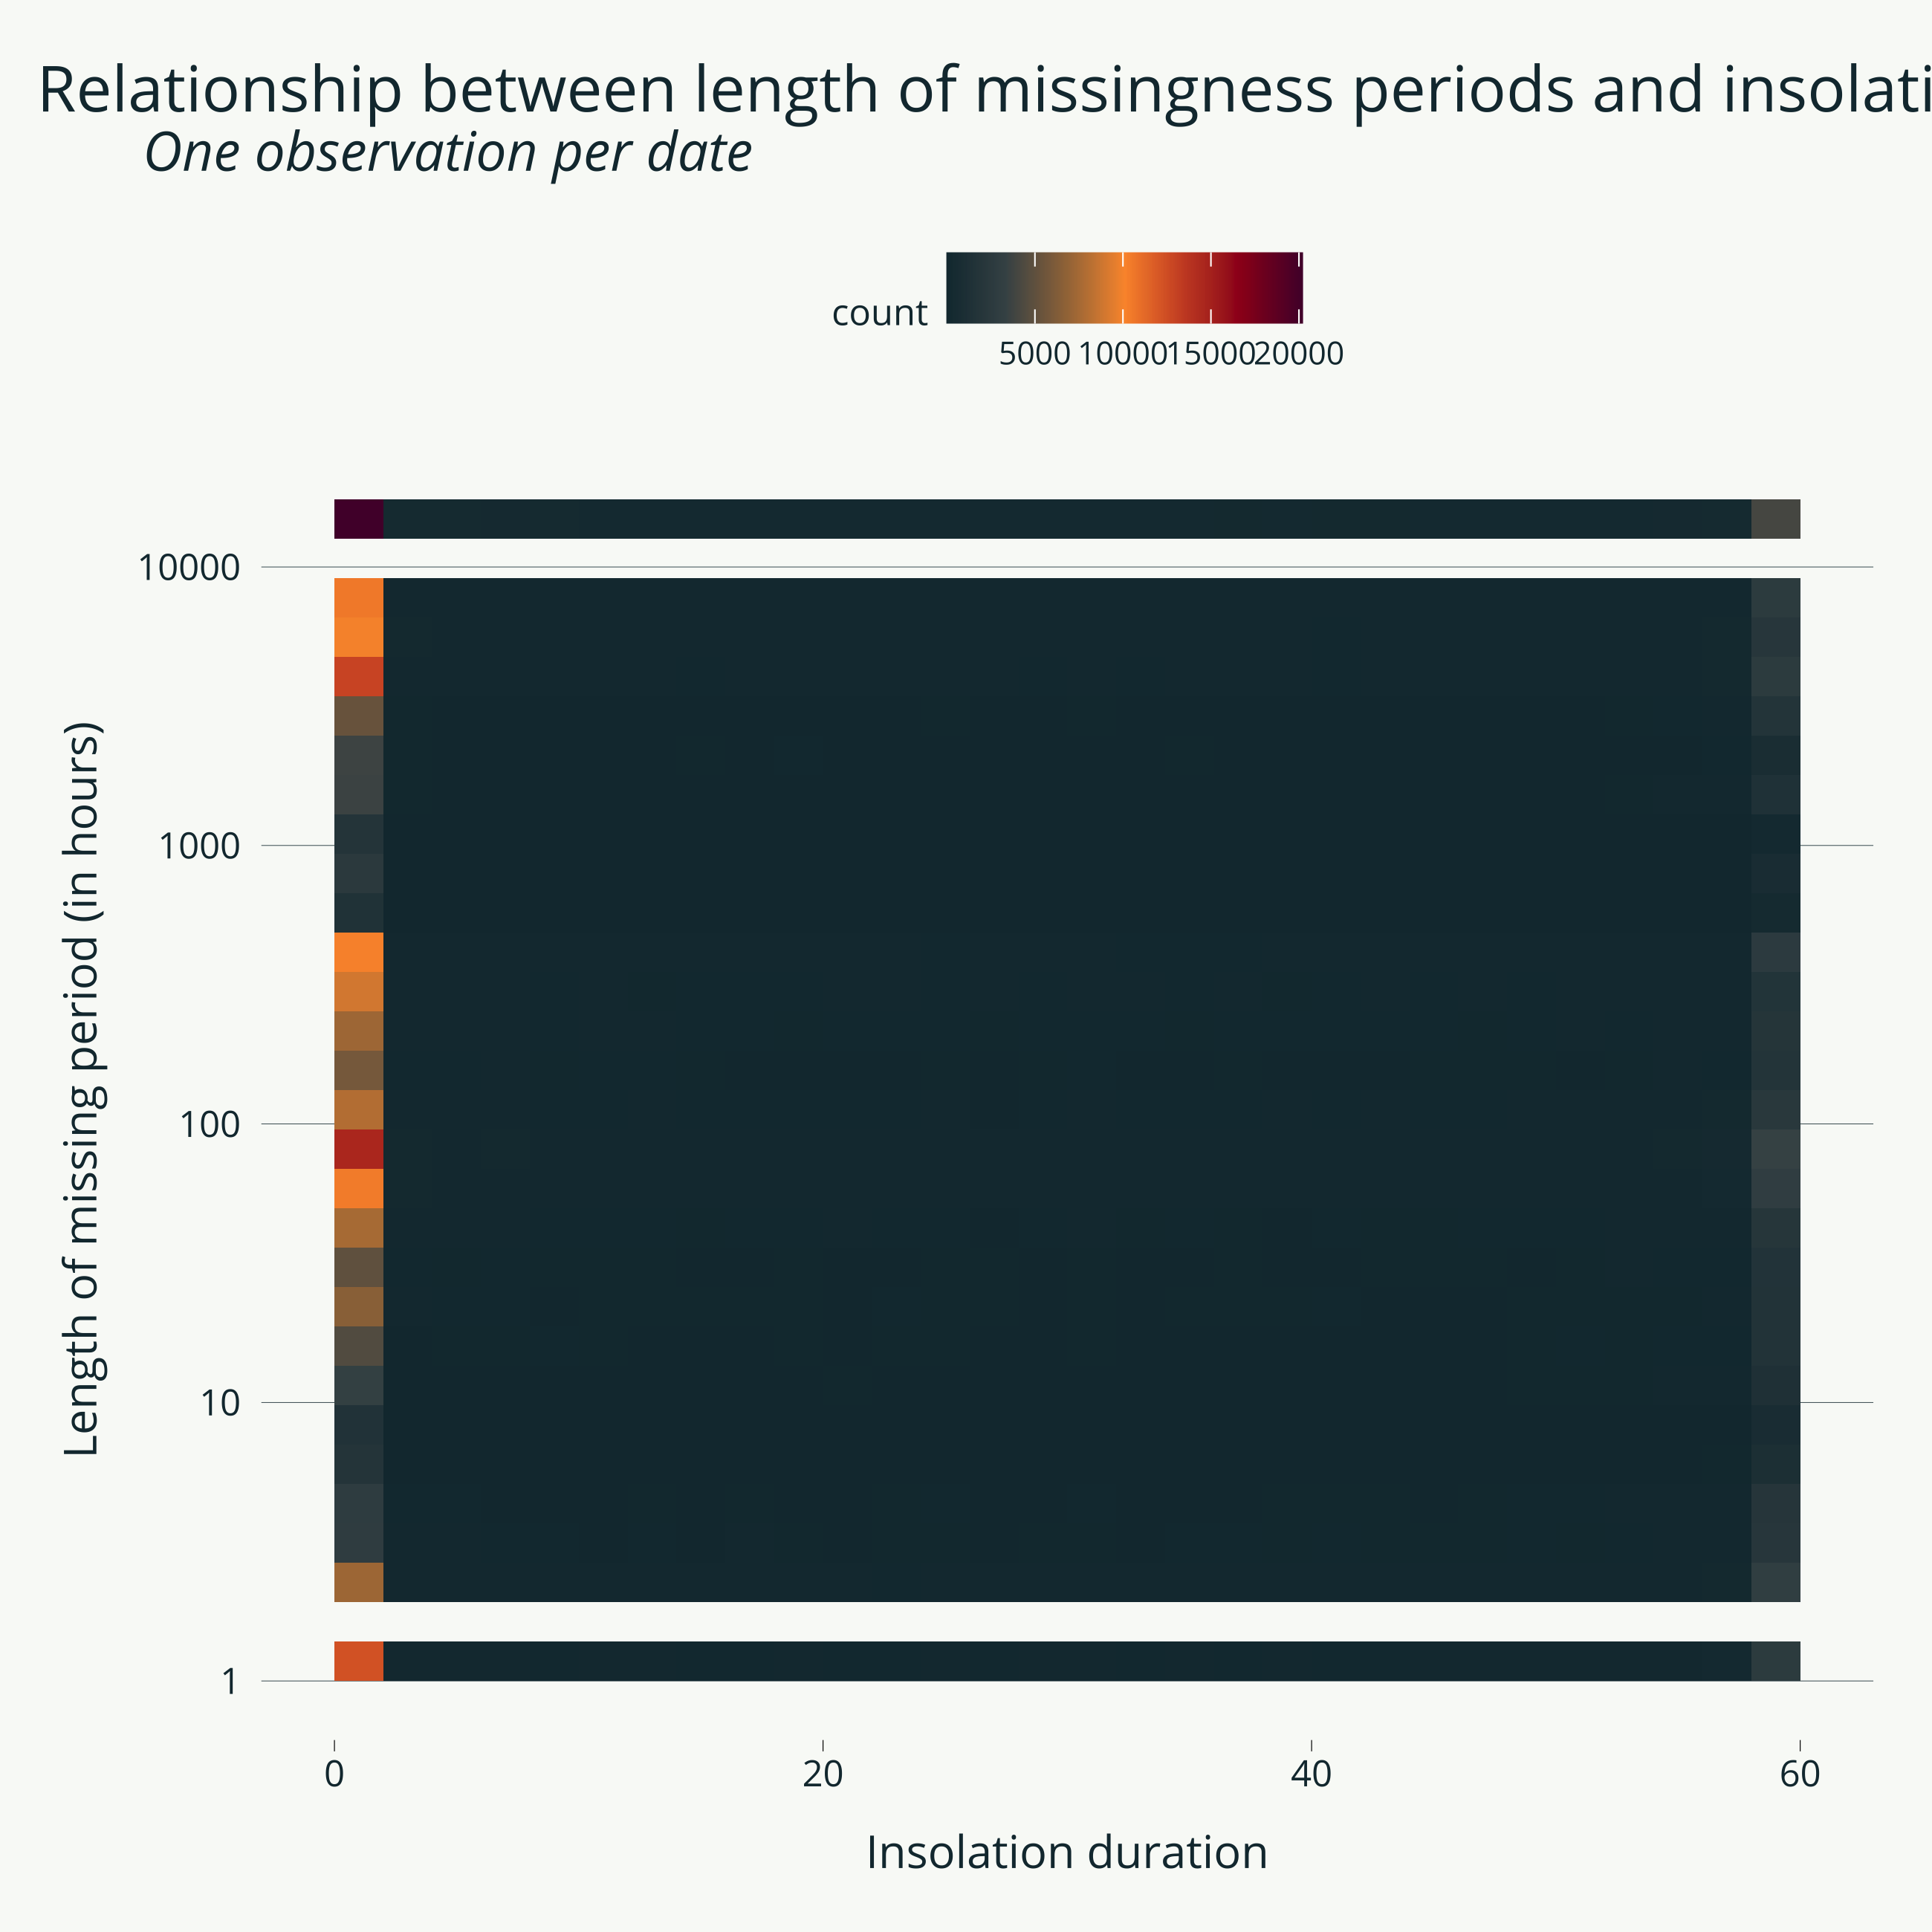 Relationship between length of missingness periods and insolati
One observation per date
count
5000 10000 15000 20000
10000
1000
100
10
1
Length of missing period (in hours)
0 20 40 60
Insolation duration